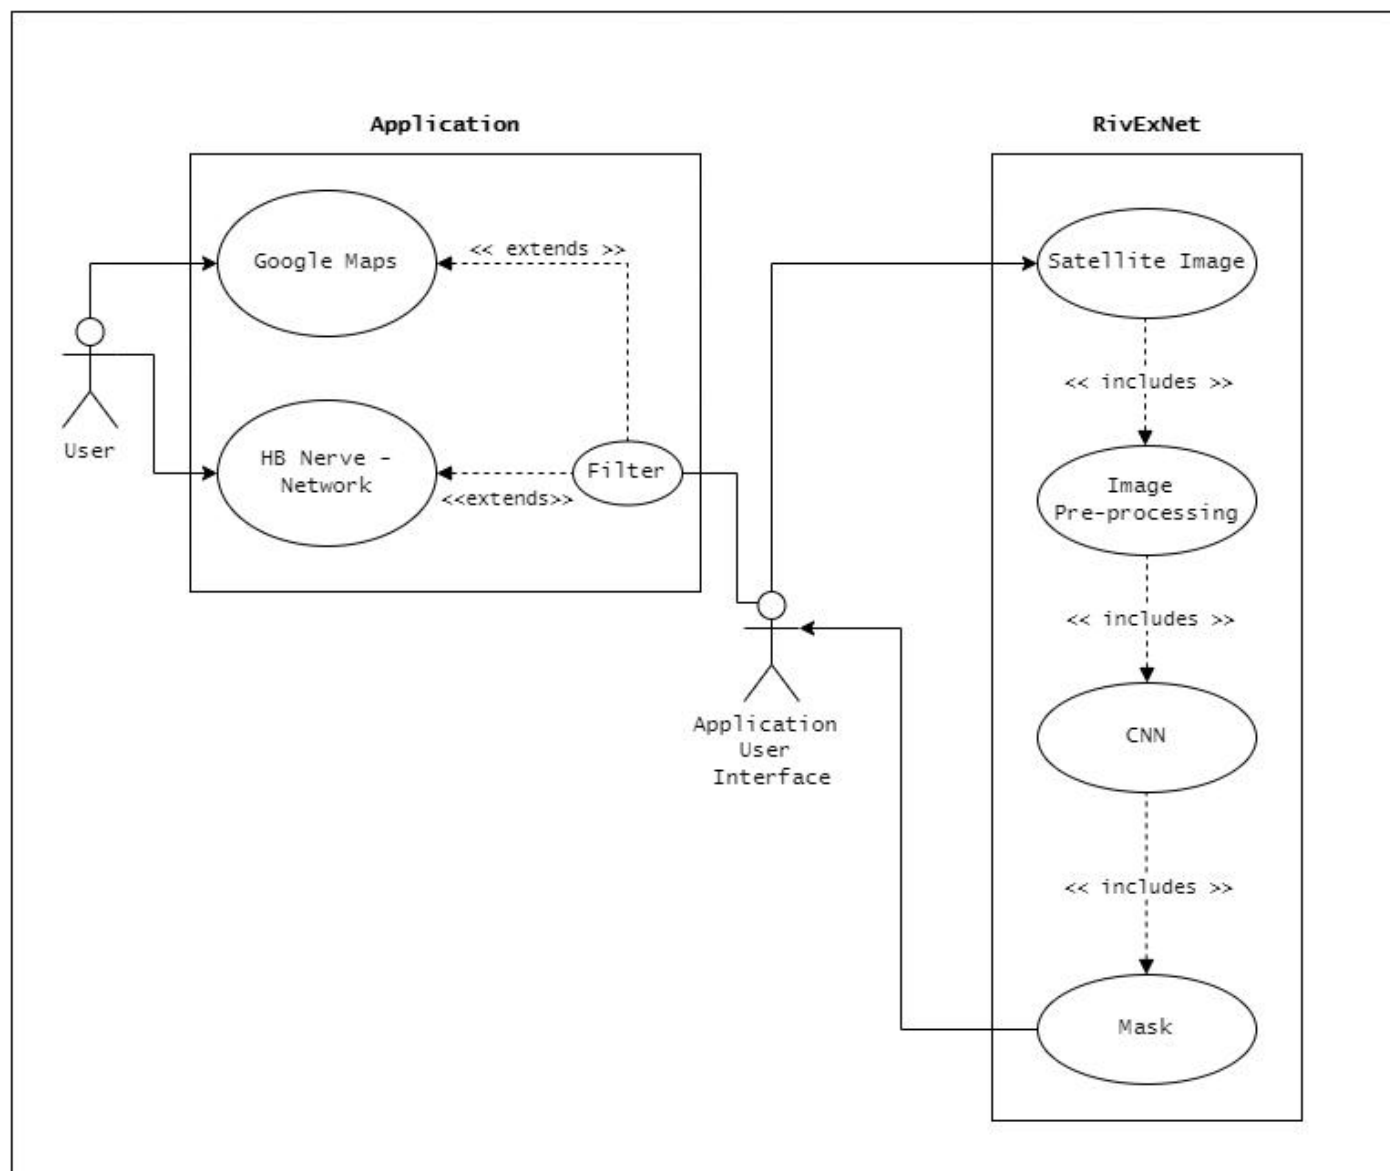 Application
RivExNet
Google Maps
<< extends >>
Satellite Image
<< includes >>
User
HB Nerve -
Network
Filter
<<extends>>
Image
Pre-processing
<< includes >>
Application
User
Interface
CNN
<< includes >>
Mask